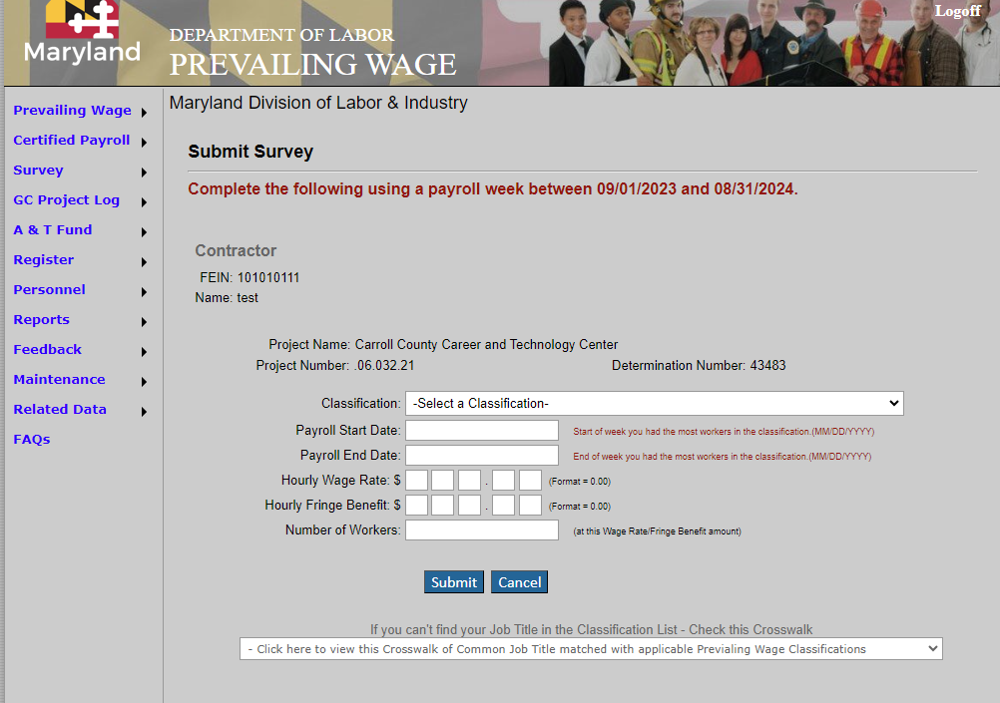 Logoff
Maryland
DEPARTMENT OF LABOR
PREVAILING WAGE
Prevailing Wage
Certified Payroll
Survey
GC Project Log
A & T Fund
Register
Personnel
Reports
Feedback
Maintenance
Related Data
FAQs
Maryland Division of Labor & Industry
Submit Survey
Complete the following using a payroll week between 09/01/2023 and 08/31/2024.
Contractor
FEIN: 101010111
Name: test
Project Name: Carroll County Career and Technology Center
Project Number: .06.032.21 Determination Number: 43483
Classification: -Select a Classification-
Payroll Start Date: Start of week you had the most workers in the classification.(MM/DD/YYYY)
Payroll End Date: End of week you had the most workers in the classification.(MM/DD/YYYY)
Hourly Wage Rate: $ . (Format = 0.00)
Hourly Fringe Benefit: $ . (Format = 0.00)
Number of Workers: (at this Wage Rate/Fringe Benefit amount)
Submit Cancel
If you can't find your Job Title in the Classification List - Check this Crosswalk
- Click here to view this Crosswalk of Common Job Title matched with applicable Previaling Wage Classifications